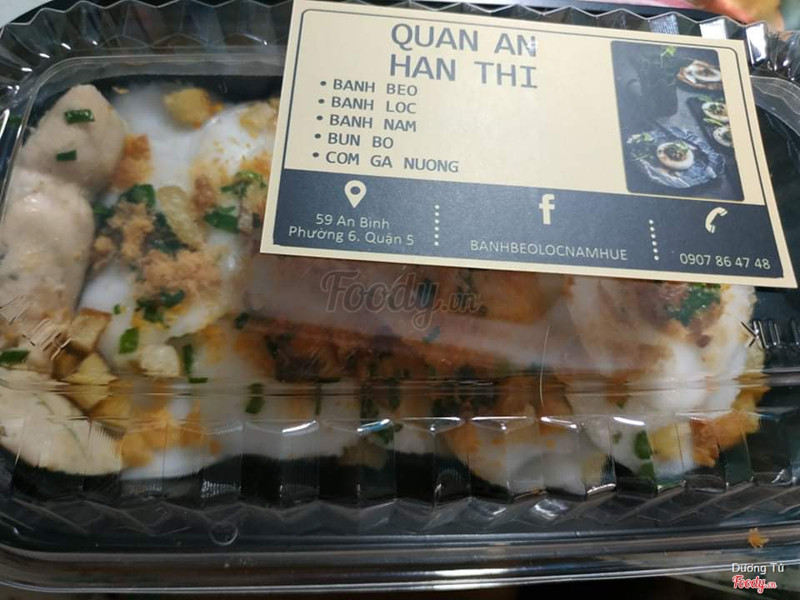 QUAN AN
HAN THI
• BANH BEO
• BANH LOC
• BANH NAM
• BUN BO
• COM GA NUONG
59 An Bình
Phường 6. Quận 5
f
BANHBEOLOCNAMHUE
0907 86 47 48
Foody.vn
Dương Tú
Foody.vn